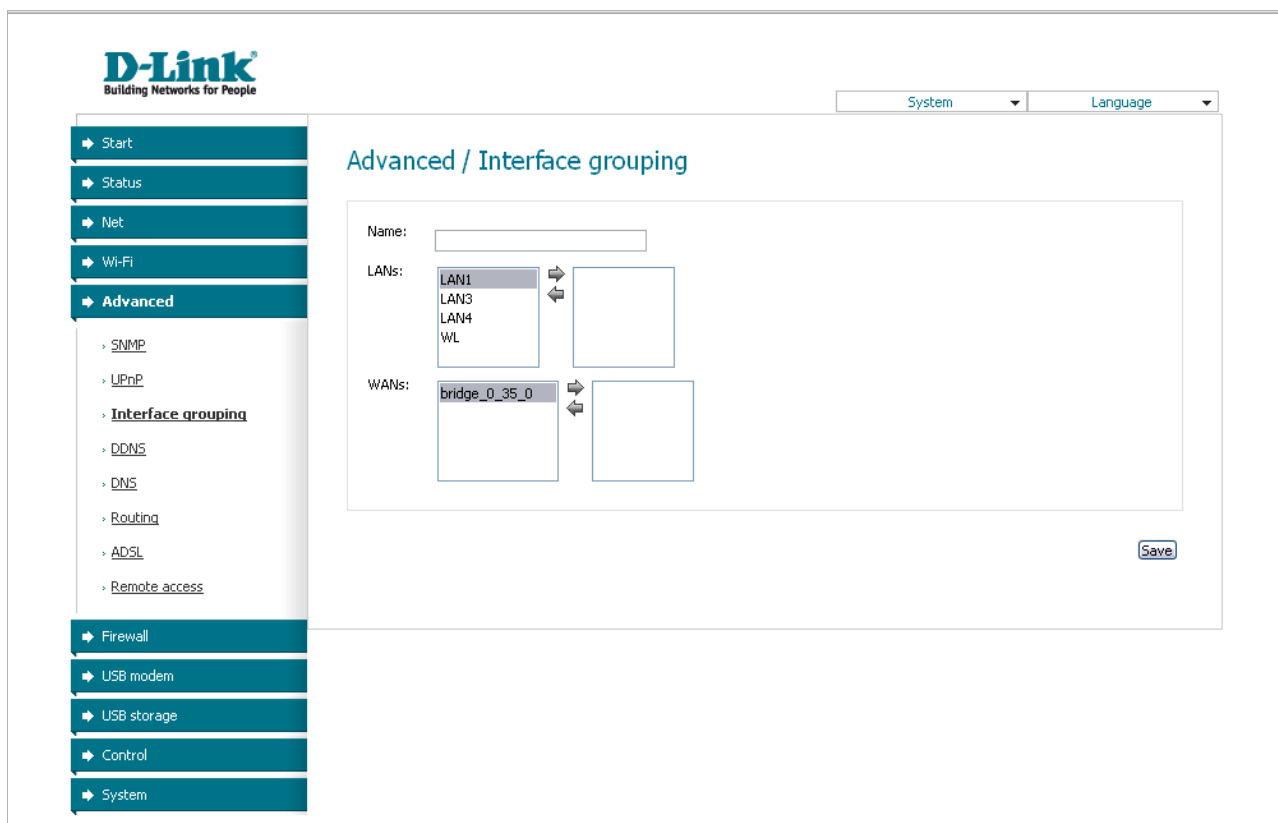 D-Link
Building Networks for People
System Language
Start
Status
Net
Wi-Fi
Advanced
SNMP
UPnP
Interface grouping
DDNS
DNS
Routing
ADSL
Remote access
Firewall
USB modem
USB storage
Control
System
Advanced / Interface grouping
Name:
LANs:
LAN1
LAN3
LAN4
WL
WANs:
bridge_0_35_0
Save